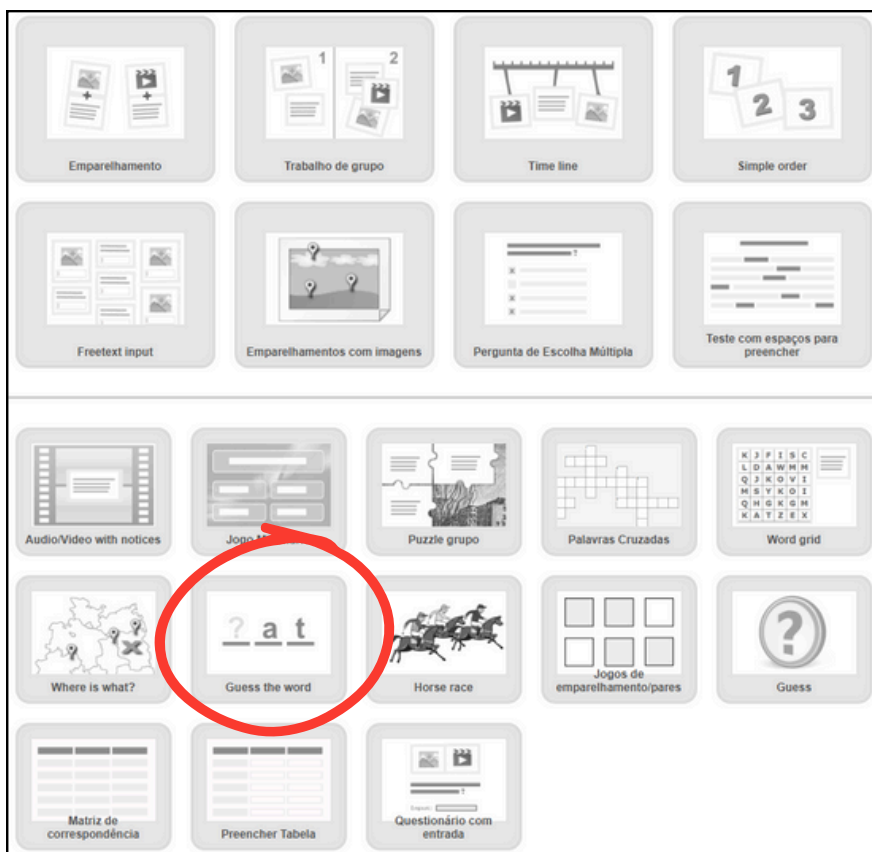 1
2
1
2
3
Emparelhamento
Trabalho de grupo
Time line
Simple order
?
X
X
X
Freetext input
Emparelhamentos com imagens
Pergunta de Escolha Múltipla
Teste com espaços para
preencher
K J F I S C
L D A W M M
Q J K O V I
M S Y K O I
Q H G K G M
K A T Z E X
Audio/Video with notices
Puzzle grupo
Palavras Cruzadas
Word grid
? a t
?
Where is what?
Guess the word
Horse race
Jogos de
emparelhamento/pares
Guess
?
Matriz de
correspondência
Preencher Tabela
Questionário com
entrada